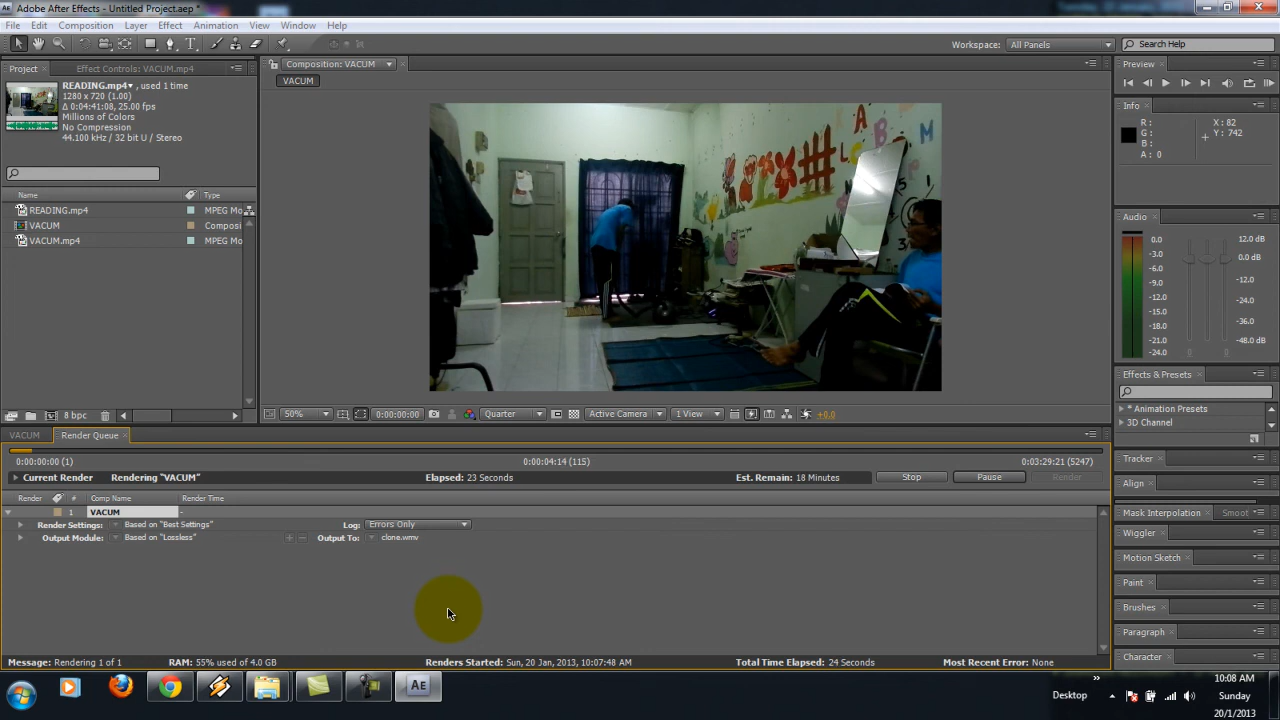 Adobe After Effects - Untitled Project.aep *
File Edit Composition Layer Effect Animation View Window Help
Workspace: All Panels Search Help
Project Effect Controls: VACUM.mp4
READING.mp4 , used 1 time
1280 x 720 (1.00)
Δ 0:04:41:08, 25.00 fps
Millions of Colors
No Compression
44.100 kHz / 32 bit U / Stereo
Name Type
READING.mp4 MPEG Mo
VACUM Composi
VACUM.mp4 MPEG Mo
8 bpc
Composition: VACUM
VACUM
A
B
M
50% 0:00:00:00 Quarter Active Camera 1 View +0.0
Preview
Info
R : X : 82
G : Y : 742
B :
A : 0
Audio
0.0 12.0 dB
-3.0 0.0 dB
-6.0
-9.0 -12.0
-12.0
-15.0 -24.0
-18.0 -36.0
-21.0 -48.0 dB
-24.0
Effects & Presets
* Animation Presets
3D Channel
Tracker
Align
Mask Interpolation Smoot
Wiggler
Motion Sketch
Paint
Brushes
Paragraph
Character
VACUM Render Queue
0:00:00:00 (1) 0:00:04:14 (115) 0:03:29:21 (5247)
Current Render Rendering "VACUM" Elapsed: 23 Seconds Est. Remain: 18 Minutes Stop Pause Render
Render # Comp Name Render Time
1 VACUM -
Render Settings: Based on "Best Settings" Log: Errors Only
Output Module: Based on "Lossless" Output To: clone.wmv
Message: Rendering 1 of 1 RAM: 55% used of 4.0 GB Renders Started: Sun, 20 Jan, 2013, 10:07:48 AM Total Time Elapsed: 24 Seconds Most Recent Error: None
AE
Desktop
10:08 AM
Sunday
20/1/2013